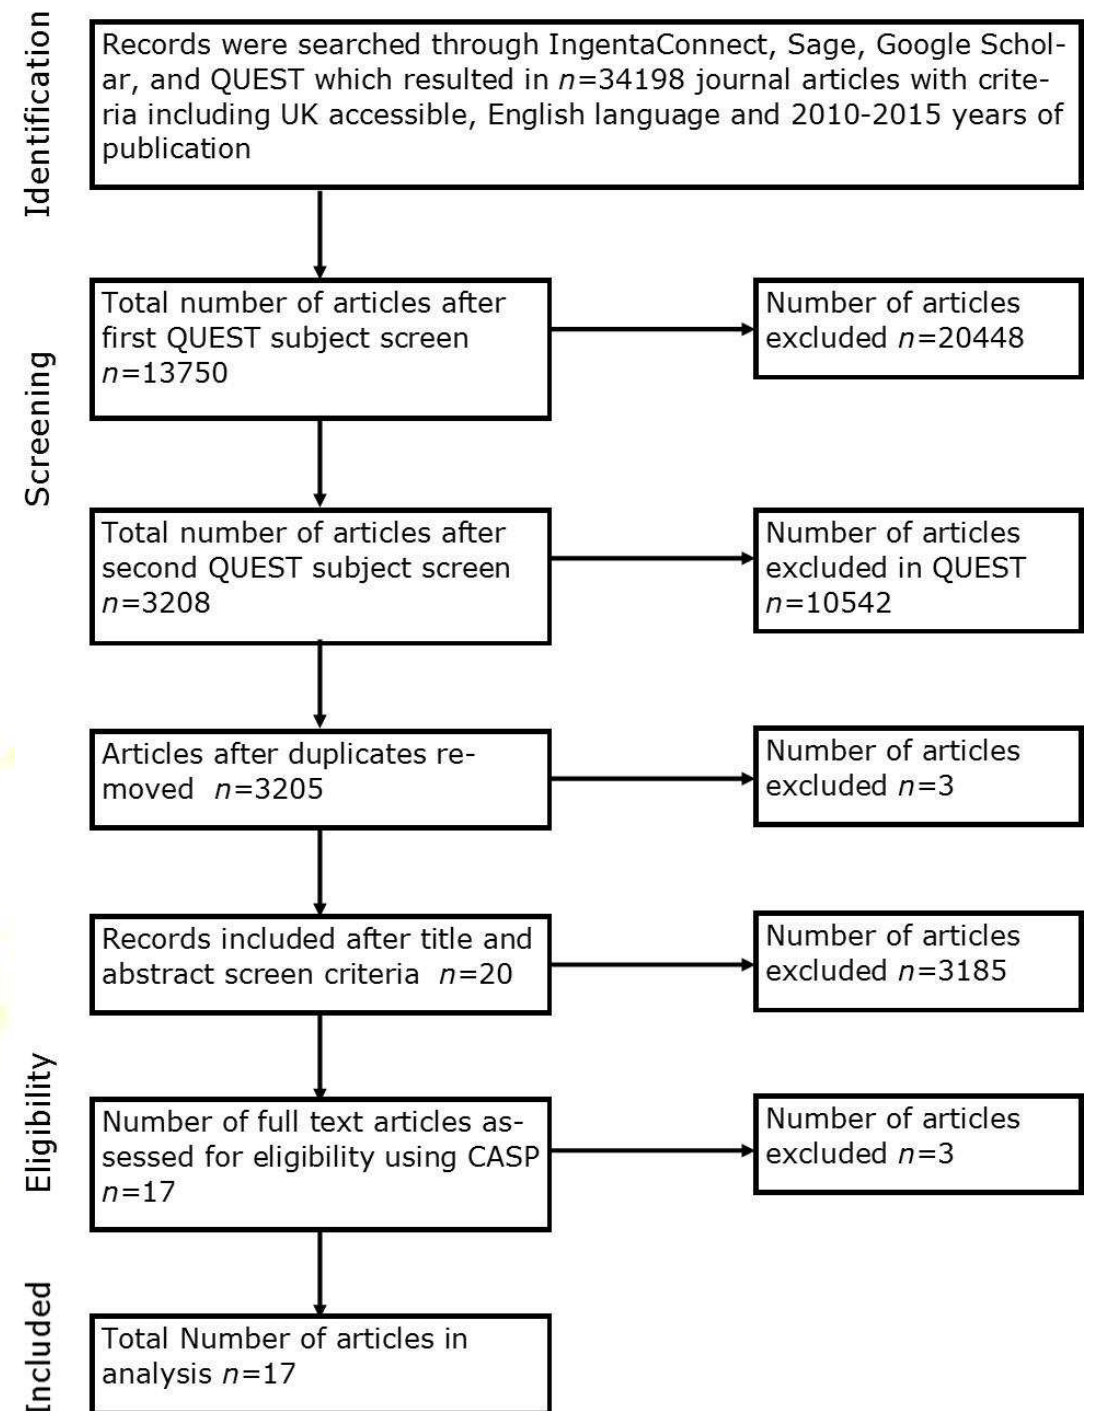 Identification
Records were searched through IngentaConnect, Sage, Google Schol-
ar, and QUEST which resulted in n=34198 journal articles with crite-
ria including UK accessible, English language and 2010-2015 years of
publication
Screening
Total number of articles after
first QUEST subject screen
n=13750
Number of articles
excluded n=20448
Total number of articles after
second QUEST subject screen
n=3208
Number of articles
excluded in QUEST
n=10542
Articles after duplicates re-
moved n=3205
Number of articles
excluded n=3
Records included after title and
abstract screen criteria n=20
Number of articles
excluded n=3185
Eligibility
Number of full text articles as-
sessed for eligibility using CASP
n=17
Number of articles
excluded n=3
Included
Total Number of articles in
analysis n=17